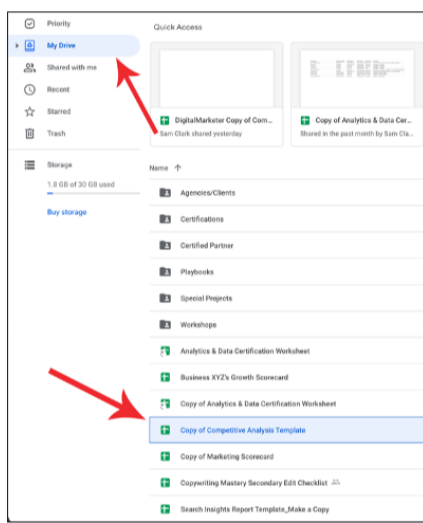 Priority
My Drive
Shared with me
Recent
Starred
Trash
Storage
1.8 GB of 30 GB used
Buy storage
Quick Access
DigitalMarketer Copy of Com...
Sam Clark shared yesterday
Copy of Analytics & Data Cer...
Shared in the past month by Sam Cla...
Name
Agencies/Clients
Certifications
Certified Partner
Playbooks
Special Projects
Workshops
Analytics & Data Certification Worksheet
Business XYZ's Growth Scorecard
Copy of Analytics & Data Certification Worksheet
Copy of Competitive Analysis Template
Copy of Marketing Scorecard
Copywriting Mastery Secondary Edit Checklist
Search Insights Report Template_Make a Copy